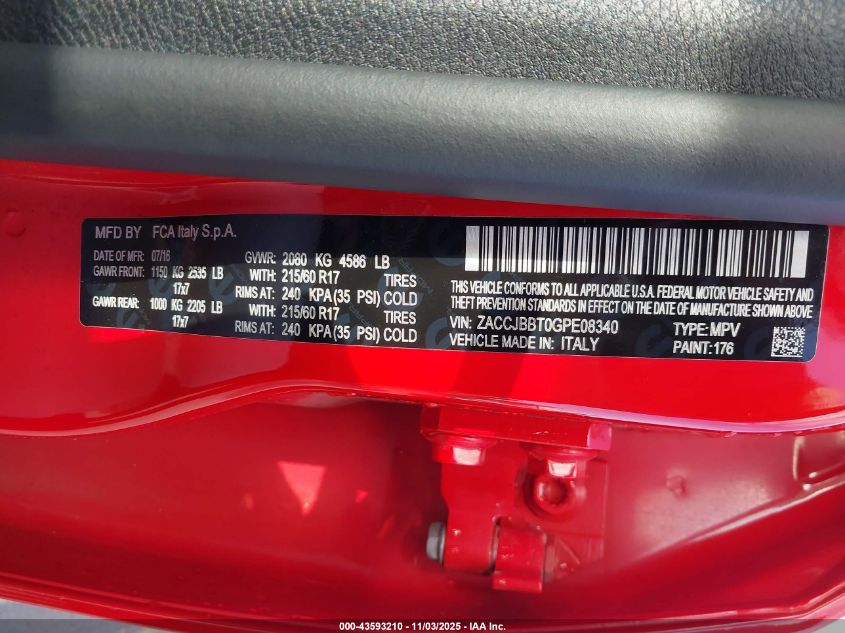 MFD BY FCA Italy S.p.A.
DATE OF MFR: 07/16 GVWR: 2080 KG 4586 LB
GAWR FRONT: 1150 KG 2535 LB WITH: 215/60 R17 TIRES
17x7 RIMS AT: 240 KPA (35 PSI) COLD
GAWR REAR: 1000 KG 2205 LB WITH: 215/60 R17 TIRES
17x7 RIMS AT: 240 KPA (35 PSI) COLD
THIS VEHICLE CONFORMS TO ALL APPLICABLE U.S.A. FEDERAL MOTOR VEHICLE SAFETY AND
THEFT PREVENTION STANDARDS IN EFFECT ON THE DATE OF MANUFACTURE SHOWN ABOVE.
VIN: ZACCJBBT0GPE08340 TYPE: MPV
VEHICLE MADE IN: ITALY PAINT: 176
000-43593210 - 11/03/2025 - IAA Inc.